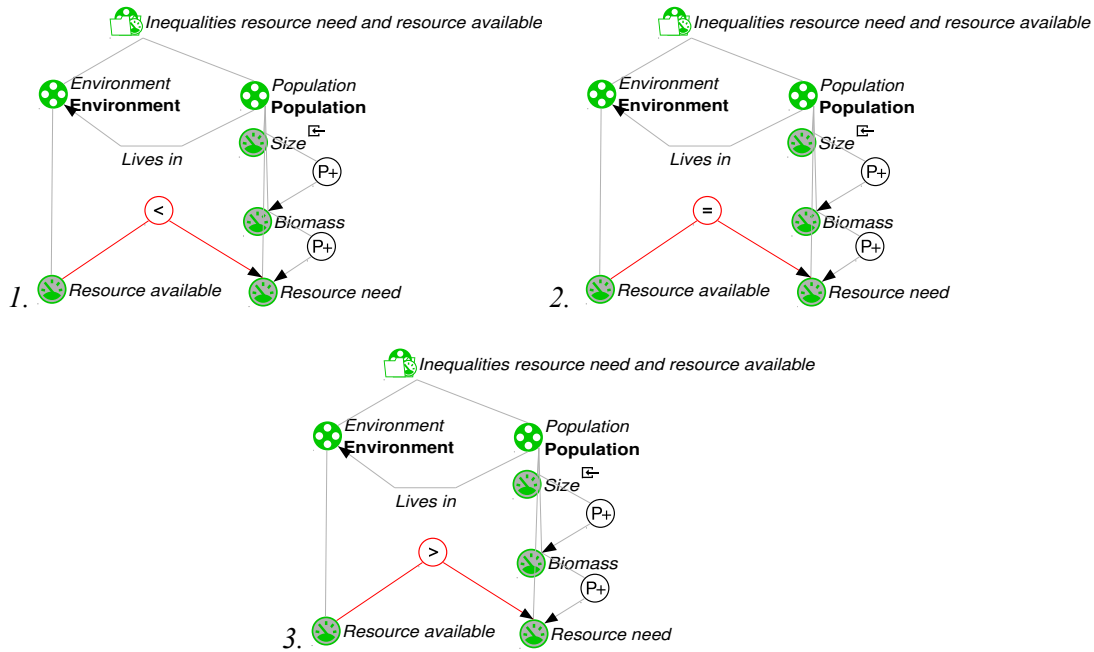 Inequalities resource need and resource available
Environment
Environment
Population
Population
Size
P+
Lives in
<
Biomass
P+
1. Resource available
Resource need
Inequalities resource need and resource available
Environment
Environment
Population
Population
Size
P+
Lives in
=
Biomass
P+
2. Resource available
Resource need
Inequalities resource need and resource available
Environment
Environment
Population
Population
Size
P+
Lives in
>
Biomass
P+
3. Resource available
Resource need